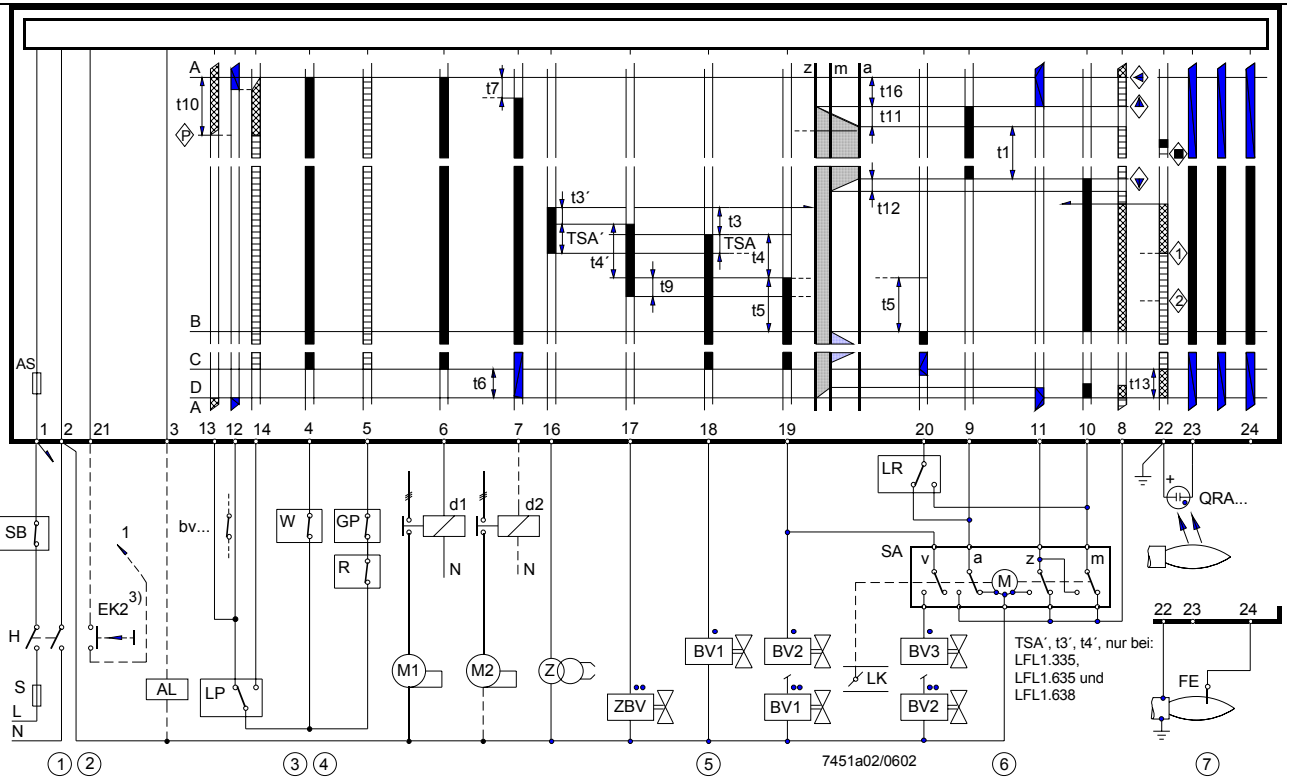 A t7 z m a
t10 t16
t11
P t1
t3´ t12
t3
TSA´ TSA 1
t4´ t4
t9 2
t5 t5
B
AS C
t6 t13
D
A
1 2 21 3 13 12 14 4 5 6 7 16 17 18 19 20 9 11 10 8 22 23 24
LR
+
d1 d2 QRA...
SB bv... W GP
1 SA v a z m
R N N
M
EK2 3)
H 22 23 24
BV1 BV2 BV3 TSA´, t3´, t4´, nur bei:
LFL1.335,
M1 M2 Z LFL1.635 und
S AL LP LK LFL1.638
FE
L ZBV BV1 BV2
N
7451a02/0602
1 2 3 4 5 6 7